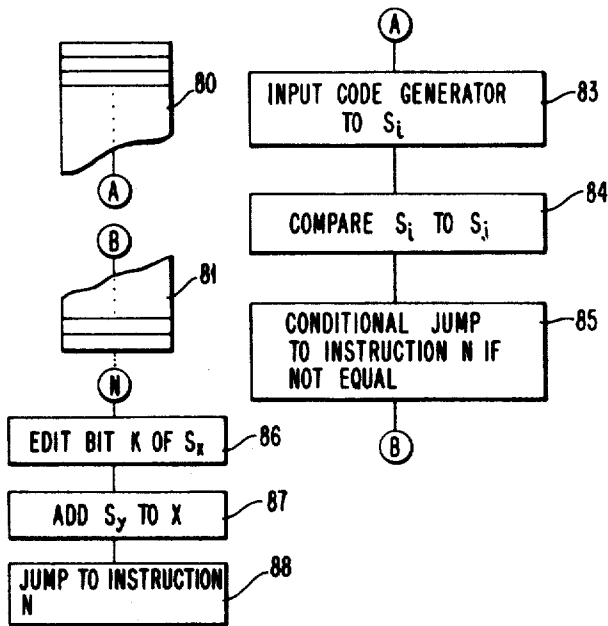 80
A
B
81
N
EDIT BIT K OF Sx
86
ADD Sy TO X
87
JUMP TO INSTRUCTION
N
88
A
INPUT CODE GENERATOR
TO Si
83
COMPARE Si TO Sj
84
CONDITIONAL JUMP
TO INSTRUCTION N IF
NOT EQUAL
85
B